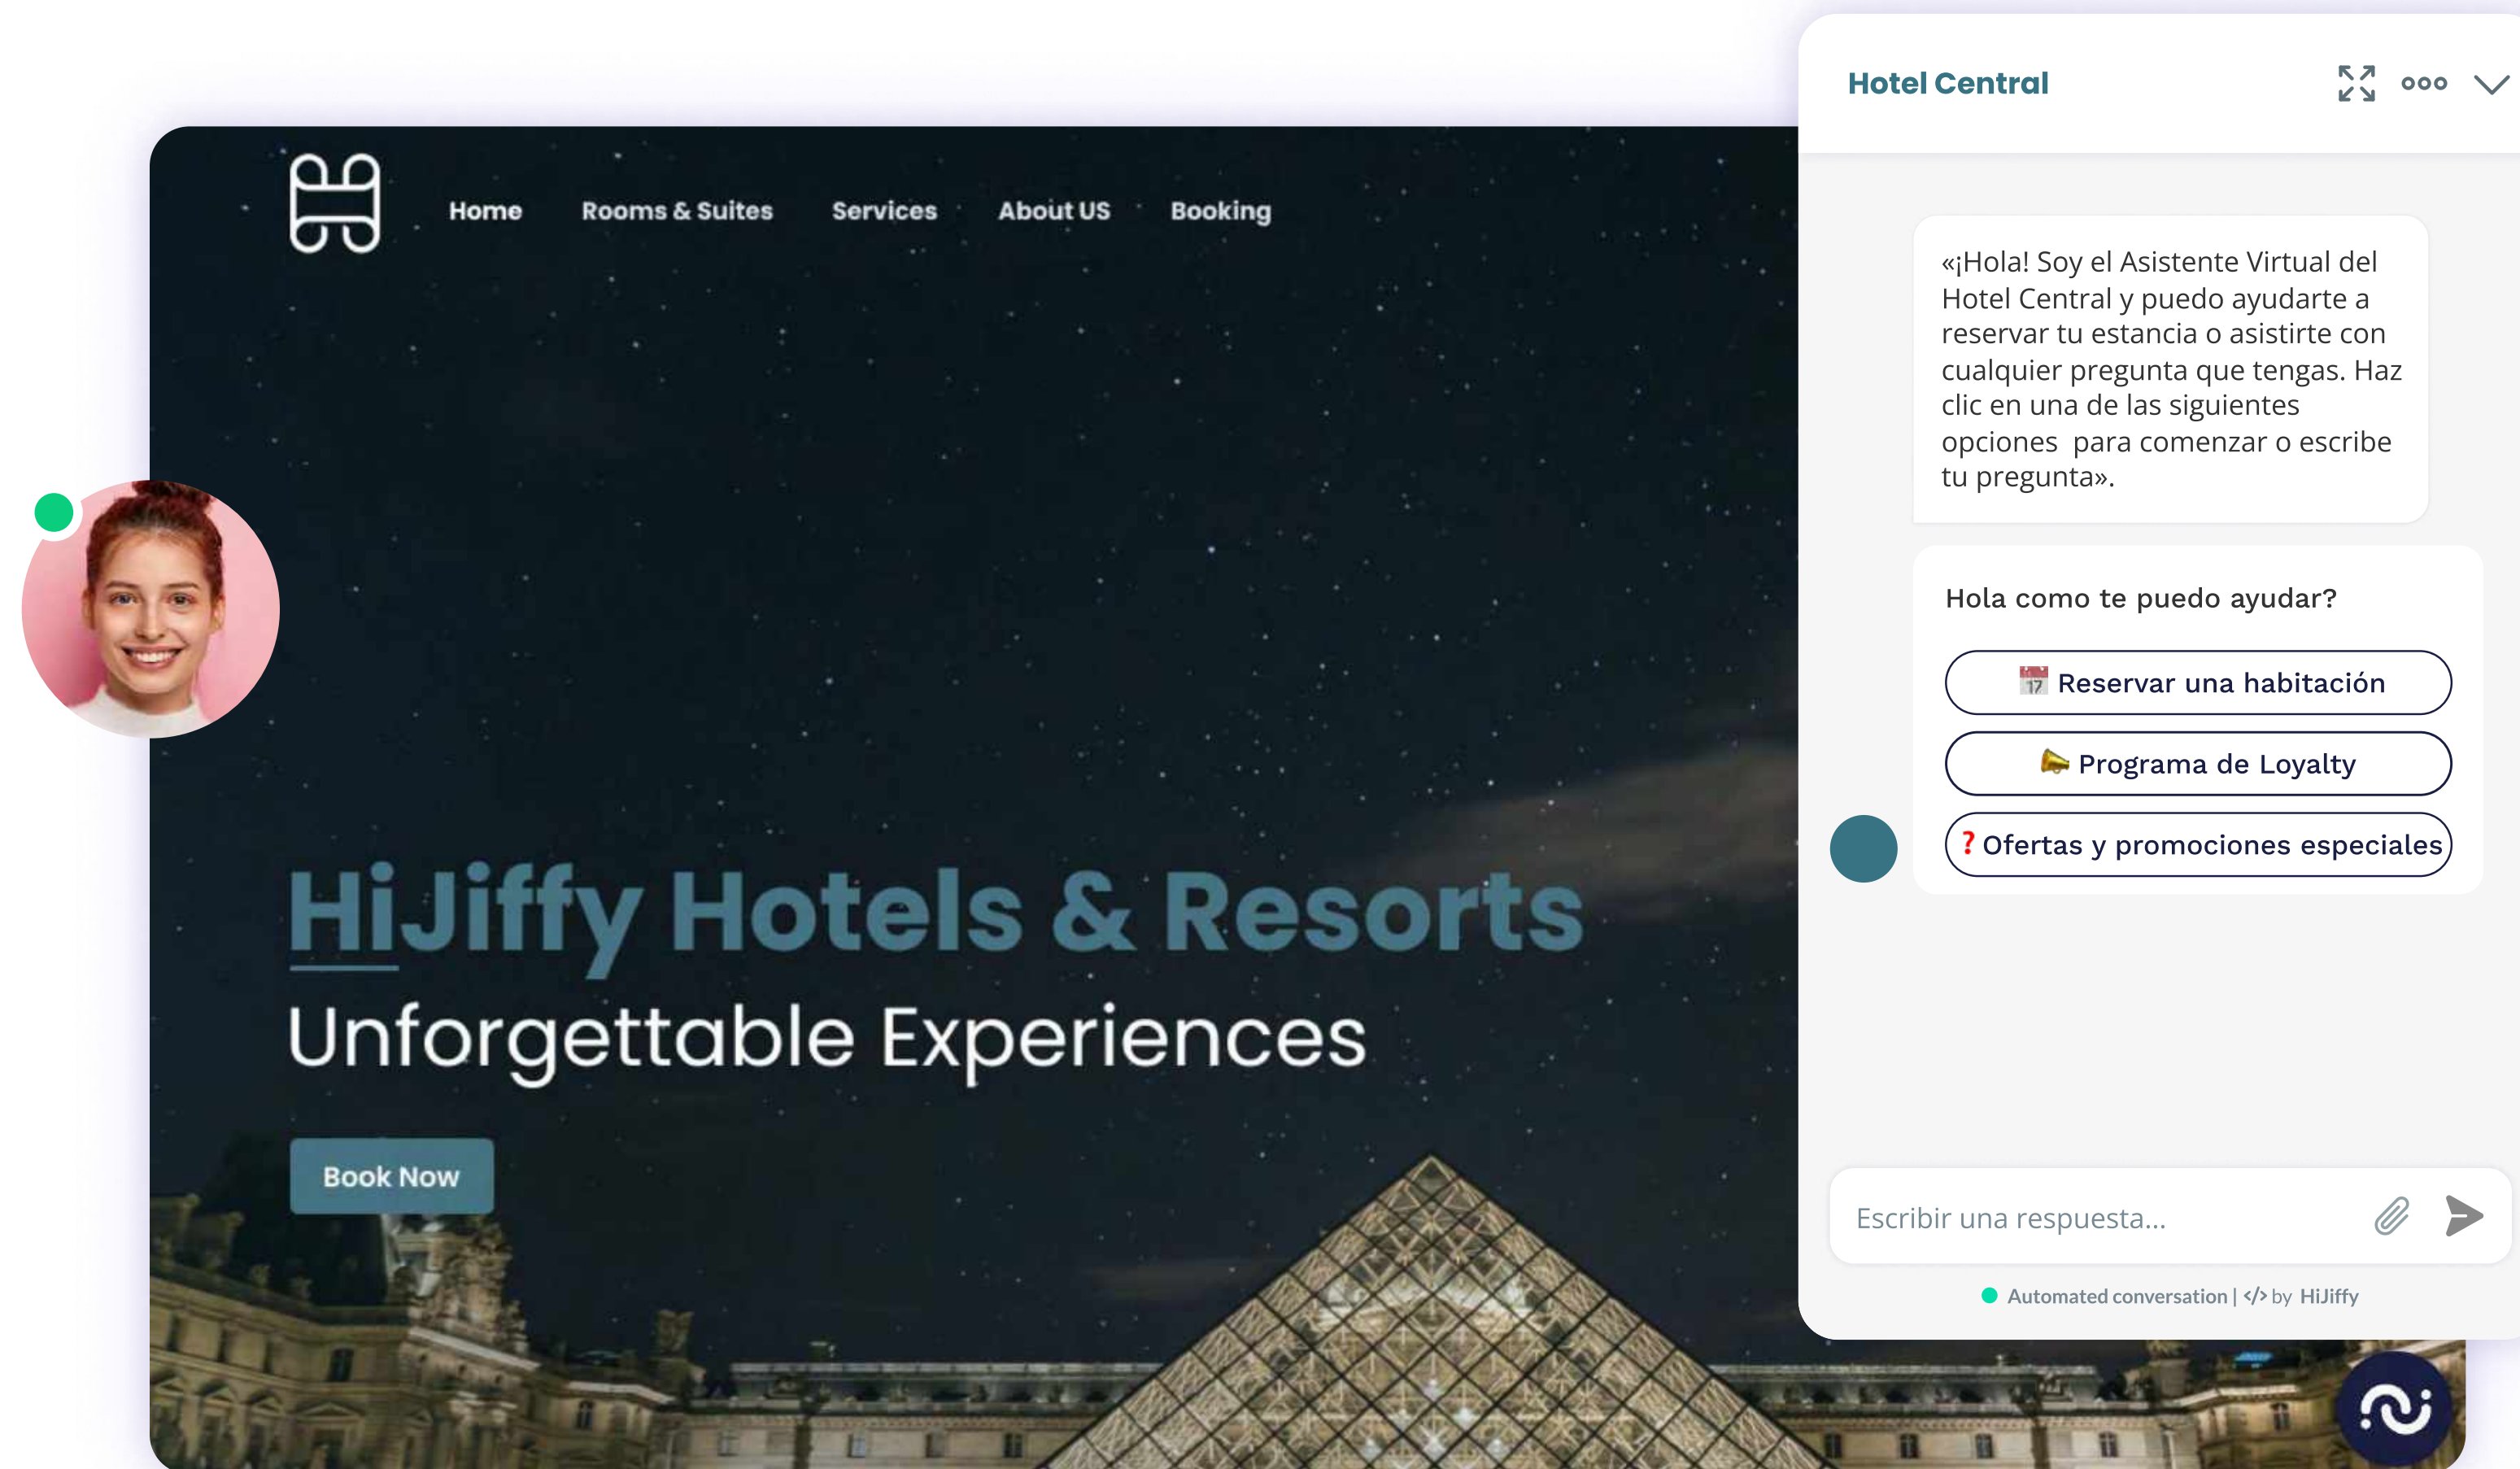 Home Rooms & Suites Services About US Booking
HiJiffy Hotels & Resorts
Unforgettable Experiences
Book Now
Hotel Central
«¡Hola! Soy el Asistente Virtual del
Hotel Central y puedo ayudarte a
reservar tu estancia o asistirte con
cualquier pregunta que tengas. Haz
clic en una de las siguientes
opciones  para comenzar o escribe
tu pregunta».
Hola como te puedo ayudar?
📅 Reservar una habitación
📣 Programa de Loyalty
❓ Ofertas y promociones especiales
Escribir una respuesta...
Automated conversation | </> by HiJiffy